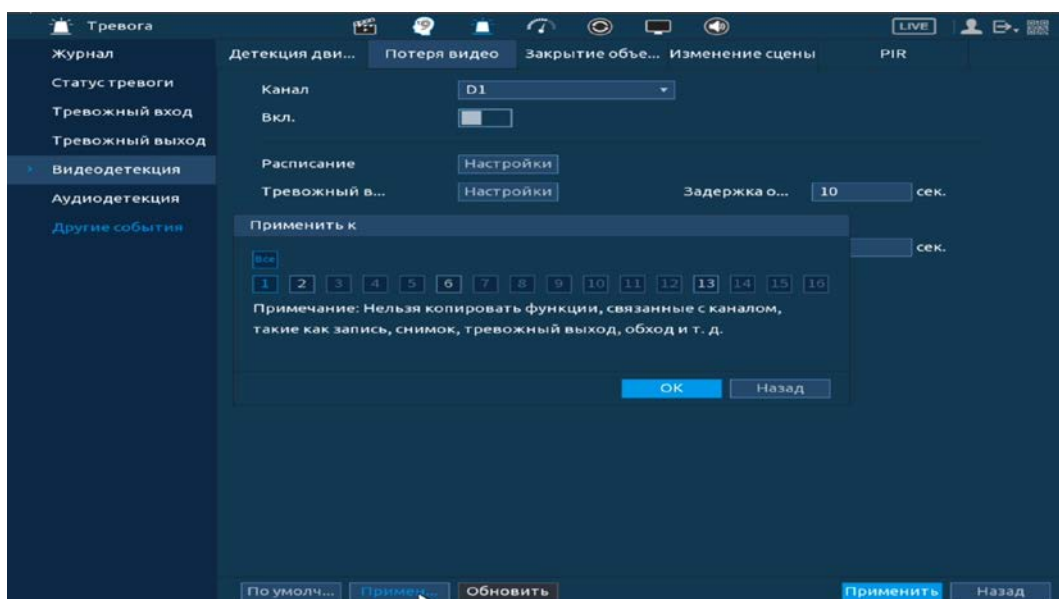 Тревога
LIVE
Журнал
Детекция дви... Потеря видео Закрытие объе... Изменение сцены PIR
Статус тревоги
Канал D1
Тревожный вход
Вкл.
Тревожный выход
Расписание Настройки
Видеодетекция
Тревожный в... Настройки Задержка о... 10 сек.
Аудиодетекция
Другие события
Применить к
сек.
Все
1 2 3 4 5 6 7 8 9 10 11 12 13 14 15 16
Примечание: Нельзя копировать функции, связанные с каналом,
такие как запись, снимок, тревожный выход, обход и т. д.
OK Назад
По умолч... Примен... Обновить Применить Назад